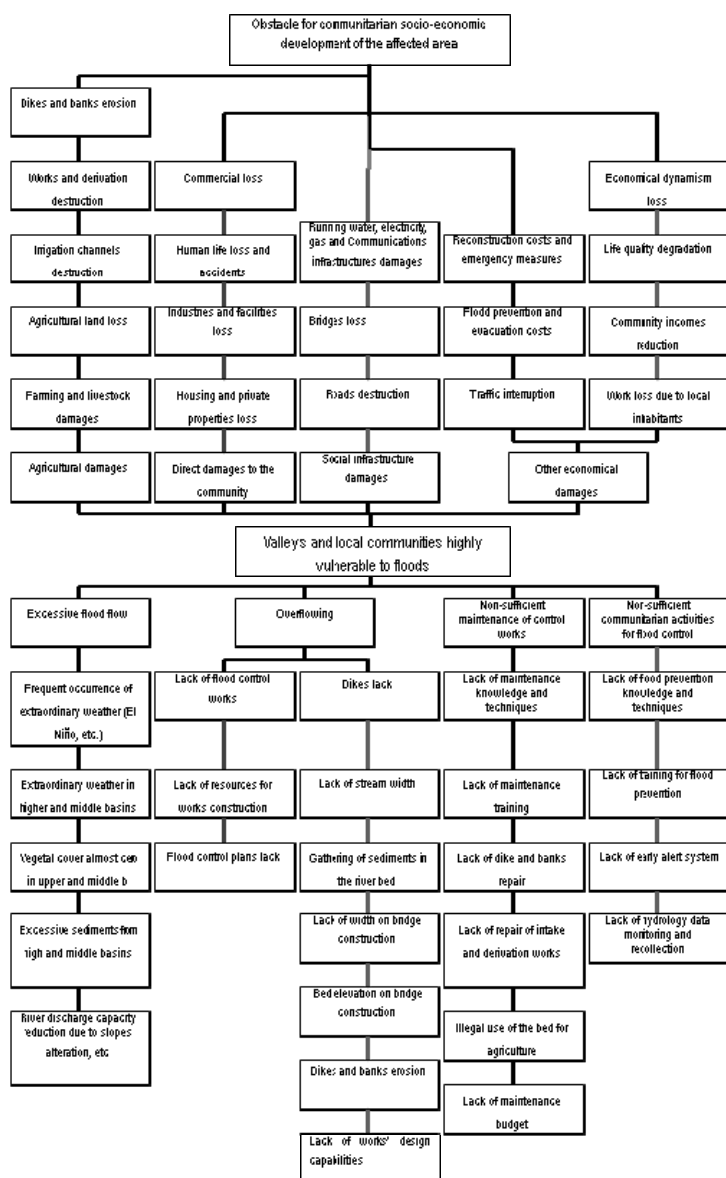 Obstacle for communitarian socio-economic
development of the affected area
Dikes and banks erosion
Works and derivation
destruction
Commercial loss
Economical dynamism
loss
Irrigation channels
destruction
Human life loss and
accidents
Running water, electricity,
gas and Communications
infrastructures damages
Reconstruction costs and
emergency measures
Life quality degradation
Agricultural land loss
Industries and facilities
loss
Bridges loss
Flodd prevention and
evacuation costs
Community incomes
reduction
Farming and livestock
damages
Housing and private
properties loss
Roads destruction
Traffic interruption
Work loss due to local
inhabitants
Agricultural damages
Direct damages to the
community
Social infrastructure
damages
Other economical
damages
Valleys and local communities highly
vulnerable to floods
Excessive flood flow
Overflowing
Non-sufficient
maintenance of control
works
Non-sufficient
communitarian activities
for flood control
Frequent occurrence of
extraordinary weather (El
Niño, etc.)
Lack of flood control
works
Dikes lack
Lack of maintenance
knowledge and
techniques
Lack of food prevention
knowledge and
techniques
Extraordinary weather in
higher and middle basins
Lack of resources for
works construction
Lack of stream width
Lack of maintenance
training
Lack of taining for flood
prevention
Vegetal cover almost cero
in upper and middle b
Flood control plans lack
Gathering of sediments in
the river bed
Lack of dike and banks
repair
Lack of early alert system
Excessive sediments from
high and middle basins
Lack of width on bridge
construction
Lack of repair of intake
and derivation works
Lack of hydrology data
monitoring and
recollection
River discharge capacity
reduction due to slopes
alteration, etc
Bed elevation on bridge
construction
Illegal use of the bed for
agriculture
Dikes and banks erosion
Lack of maintenance
budget
Lack of works' design
capabilities